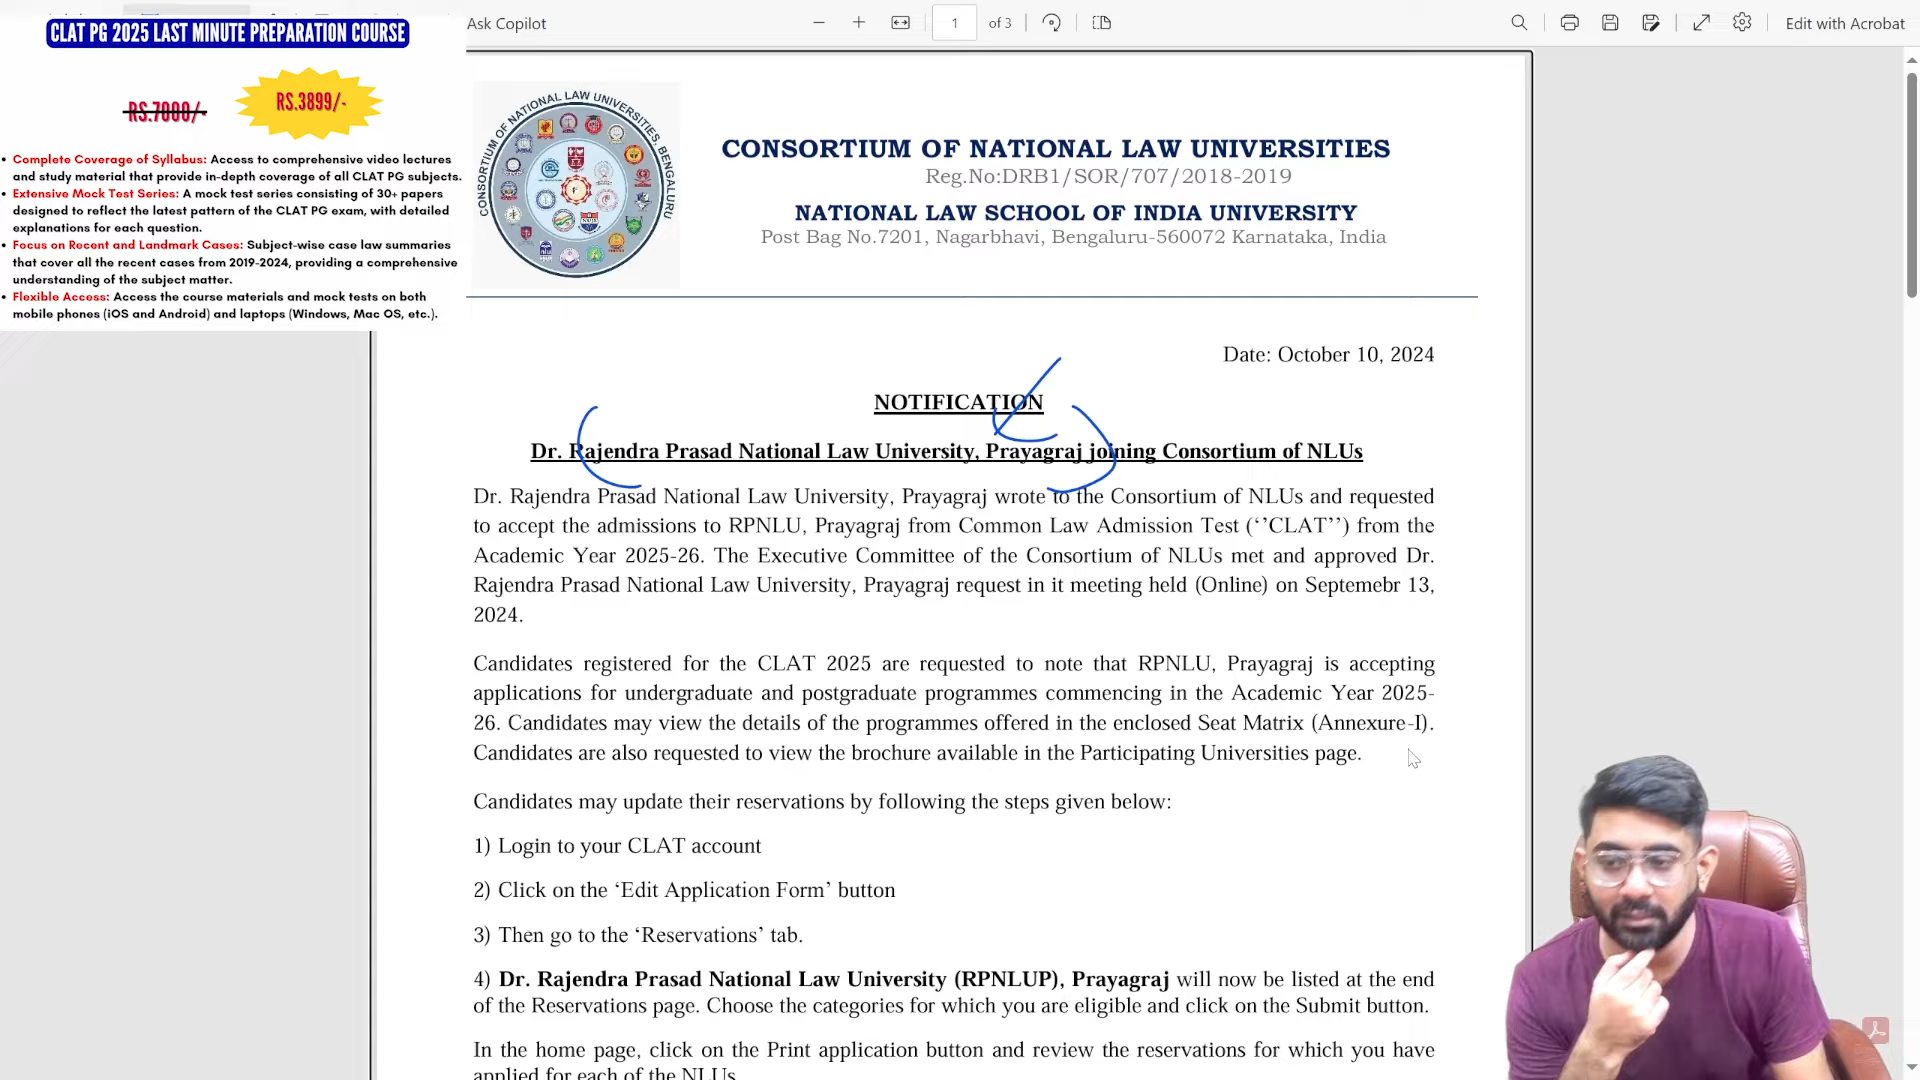 CLAT PG 2025 LAST MINUTE PREPARATION COURSE
RS.7000/-
RS.3899/-
• Complete Coverage of Syllabus: Access to comprehensive video lectures
and study material that provide in-depth coverage of all CLAT PG subjects.
• Extensive Mock Test Series: A mock test series consisting of 30+ papers
designed to reflect the latest pattern of the CLAT PG exam, with detailed
explanations for each question.
• Focus on Recent and Landmark Cases: Subject-wise case law summaries
that cover all the recent cases from 2019-2024, providing a comprehensive
understanding of the subject matter.
• Flexible Access: Access the course materials and mock tests on both
mobile phones (iOS and Android) and laptops (Windows, Mac OS, etc.).
Ask Copilot
1 of 3
Edit with Acrobat
CONSORTIUM OF NATIONAL LAW UNIVERSITIES, BENGALURU
CONSORTIUM OF NATIONAL LAW UNIVERSITIES
Reg.No:DRB1/SOR/707/2018-2019
NATIONAL LAW SCHOOL OF INDIA UNIVERSITY
Post Bag No.7201, Nagarbhavi, Bengaluru-560072 Karnataka, India
Date: October 10, 2024
NOTIFICATION
Dr. Rajendra Prasad National Law University, Prayagraj joining Consortium of NLUs
Dr. Rajendra Prasad National Law University, Prayagraj wrote to the Consortium of NLUs and requested
to accept the admissions to RPNLU, Prayagraj from Common Law Admission Test (‘’CLAT’’) from the
Academic Year 2025-26. The Executive Committee of the Consortium of NLUs met and approved Dr.
Rajendra Prasad National Law University, Prayagraj request in it meeting held (Online) on Septemebr 13,
2024.
Candidates registered for the CLAT 2025 are requested to note that RPNLU, Prayagraj is accepting
applications for undergraduate and postgraduate programmes commencing in the Academic Year 2025-
26. Candidates may view the details of the programmes offered in the enclosed Seat Matrix (Annexure-I).
Candidates are also requested to view the brochure available in the Participating Universities page.
Candidates may update their reservations by following the steps given below:
1) Login to your CLAT account
2) Click on the ‘Edit Application Form’ button
3) Then go to the ‘Reservations’ tab.
4) Dr. Rajendra Prasad National Law University (RPNLUP), Prayagraj will now be listed at the end
of the Reservations page. Choose the categories for which you are eligible and click on the Submit button.
In the home page, click on the Print application button and review the reservations for which you have
applied for each of the NLUs.